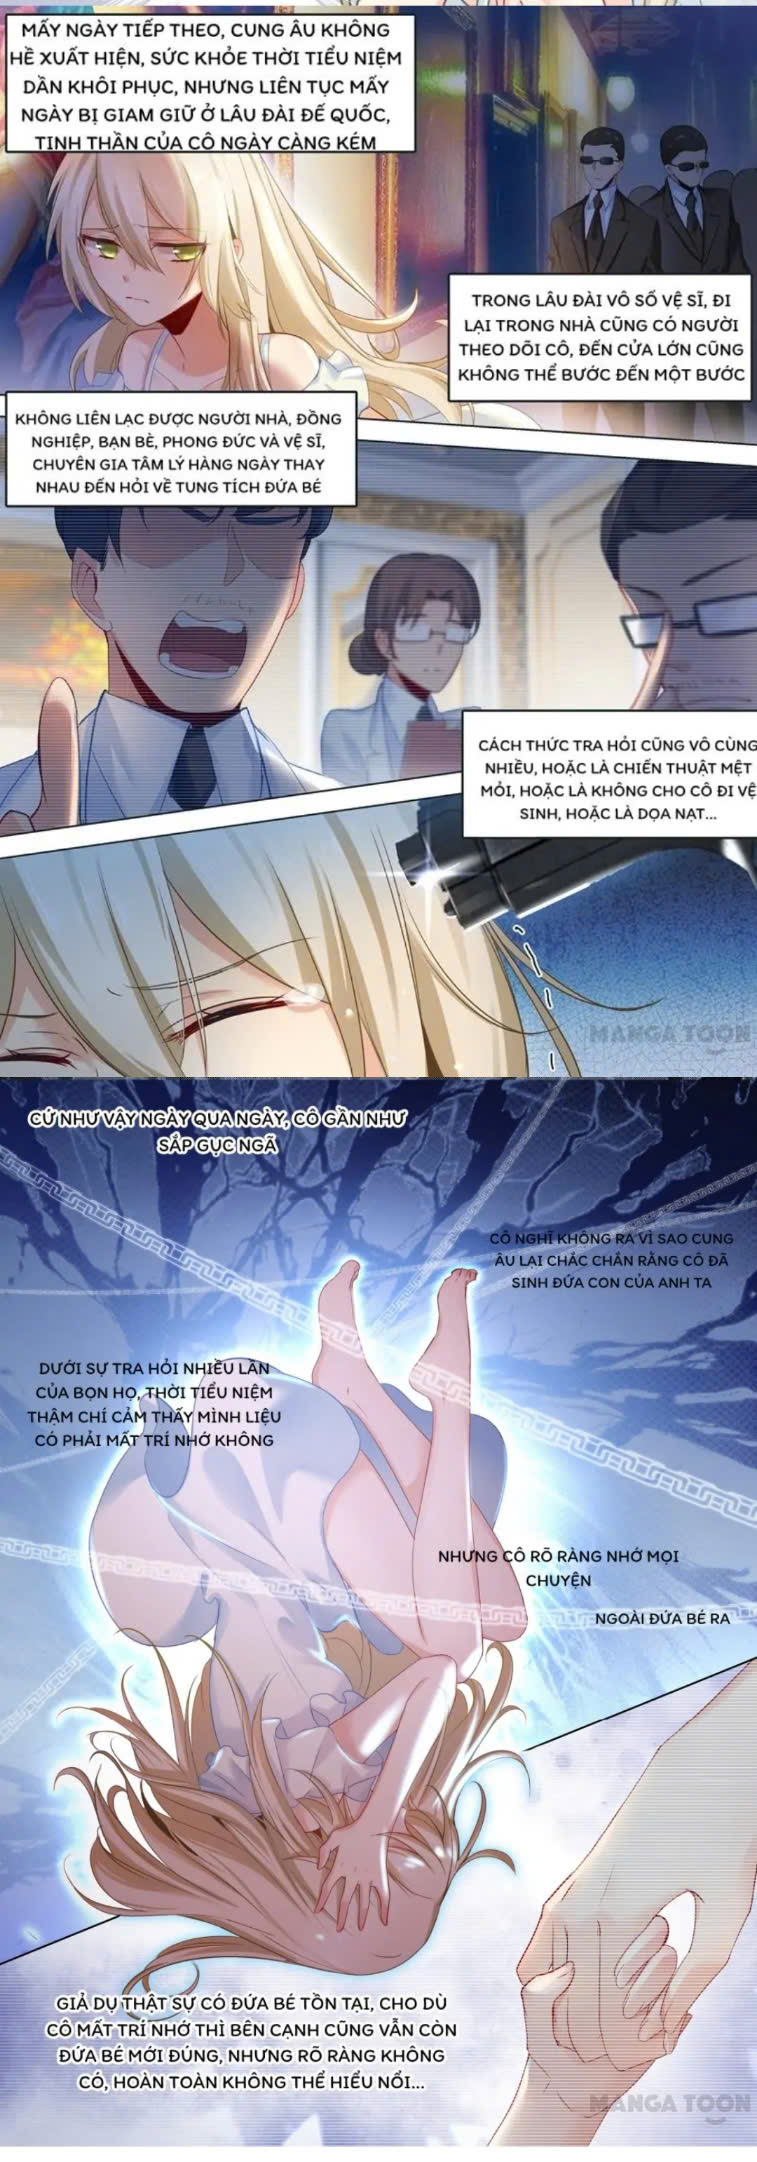 MẤY NGÀY TIẾP THEO, CUNG ÂU KHÔNG
HỀ XUẤT HIỆN, SỨC KHỎE THỜI TIỂU NIỆM
DẦN KHÔI PHỤC, NHƯNG LIÊN TỤC MẤY
NGÀY BỊ GIAM GIỮ Ở LÂU ĐÀI ĐẾ QUỐC,
TINH THẦN CỦA CÔ NGÀY CÀNG KÉM
TRONG LÂU ĐÀI VÔ SỐ VỆ SĨ, ĐI
LẠI TRONG NHÀ CŨNG CÓ NGƯỜI
THEO DÕI CÔ, ĐẾN CỬA LỚN CŨNG
KHÔNG THỂ BƯỚC ĐẾN MỘT BƯỚC
KHÔNG LIÊN LẠC ĐƯỢC NGƯỜI NHÀ, ĐỒNG
NGHIỆP, BẠN BÈ, PHONG ĐỨC VÀ VỆ SĨ,
CHUYÊN GIA TÂM LÝ HÀNG NGÀY THAY
NHAU ĐẾN HỎI VỀ TUNG TÍCH ĐỨA BÉ
CÁCH THỨC TRA HỎI CŨNG VÔ CÙNG
NHIỀU, HOẶC LÀ CHIẾN THUẬT MỆT
MỎI, HOẶC LÀ KHÔNG CHO CÔ ĐI VỆ
SINH, HOẶC LÀ DỌA NẠT...
MANGA TOON
CỨ NHƯ VẬY NGÀY QUA NGÀY, CÔ GẦN NHƯ
SẮP GỤC NGÃ
CÔ NGHĨ KHÔNG RA VÌ SAO CUNG
ÂU LẠI CHẮC CHẮN RẰNG CÔ ĐÃ
SINH ĐỨA CON CỦA ANH TA
DƯỚI SỰ TRA HỎI NHIỀU LẦN
CỦA BỌN HỌ, THỜI TIỂU NIỆM
THẬM CHÍ CẢM THẤY MÌNH LIỆU
CÓ PHẢI MẤT TRÍ NHỚ KHÔNG
NHƯNG CÔ RÕ RÀNG NHỚ MỌI
CHUYỆN
NGOÀI ĐỨA BÉ RA
GIẢ DỤ THẬT SỰ CÓ ĐỨA BÉ TỒN TẠI, CHO DÙ
CÔ MẤT TRÍ NHỚ THÌ BÊN CẠNH CŨNG VẪN CÒN
ĐỨA BÉ MỚI ĐÚNG, NHƯNG RÕ RÀNG KHÔNG
CÓ, HOÀN TOÀN KHÔNG THỂ HIỂU NỔI...
MANGA TOON